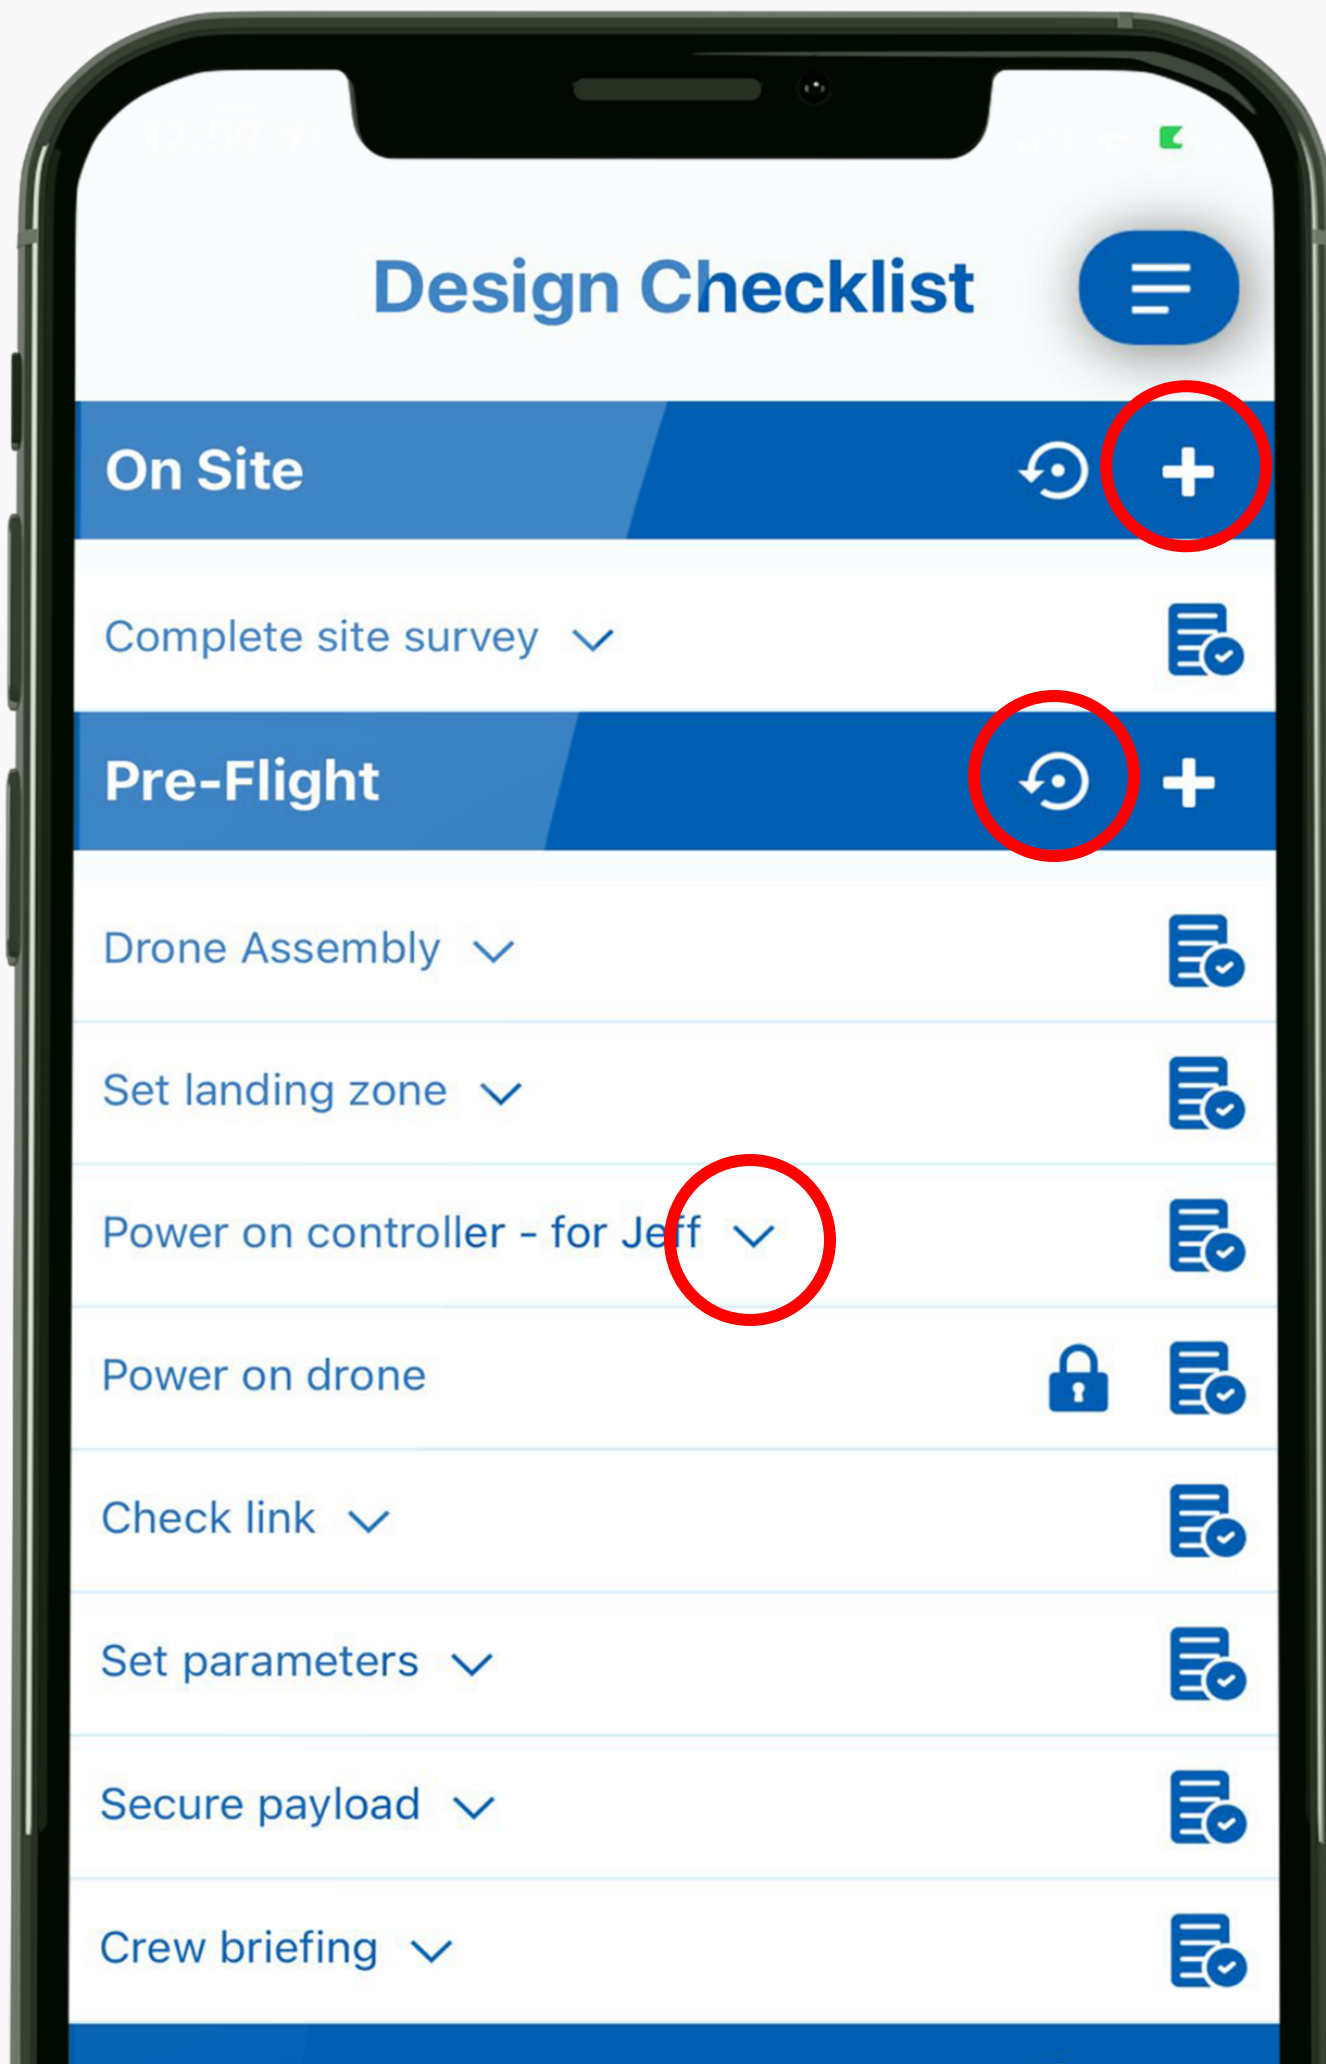 Design Checklist
On Site
Complete site survey
Pre-Flight
Drone Assembly
Set landing zone
Power on controller - for Jeff
Power on drone
Check link
Set parameters
Secure payload
Crew briefing